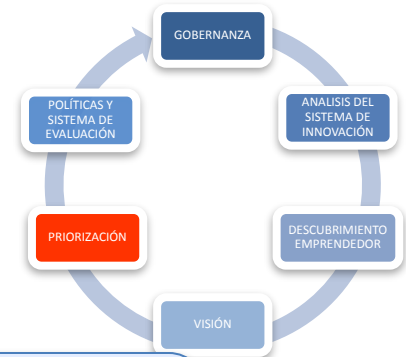 GOBERNANZA
ANALISIS DEL
SISTEMA DE
INNOVACIÓN
DESCUBRIMIENTO
EMPRENDEDOR
VISIÓN
PRIORIZACIÓN
POLÍTICAS Y
SISTEMA DE
EVALUACIÓN